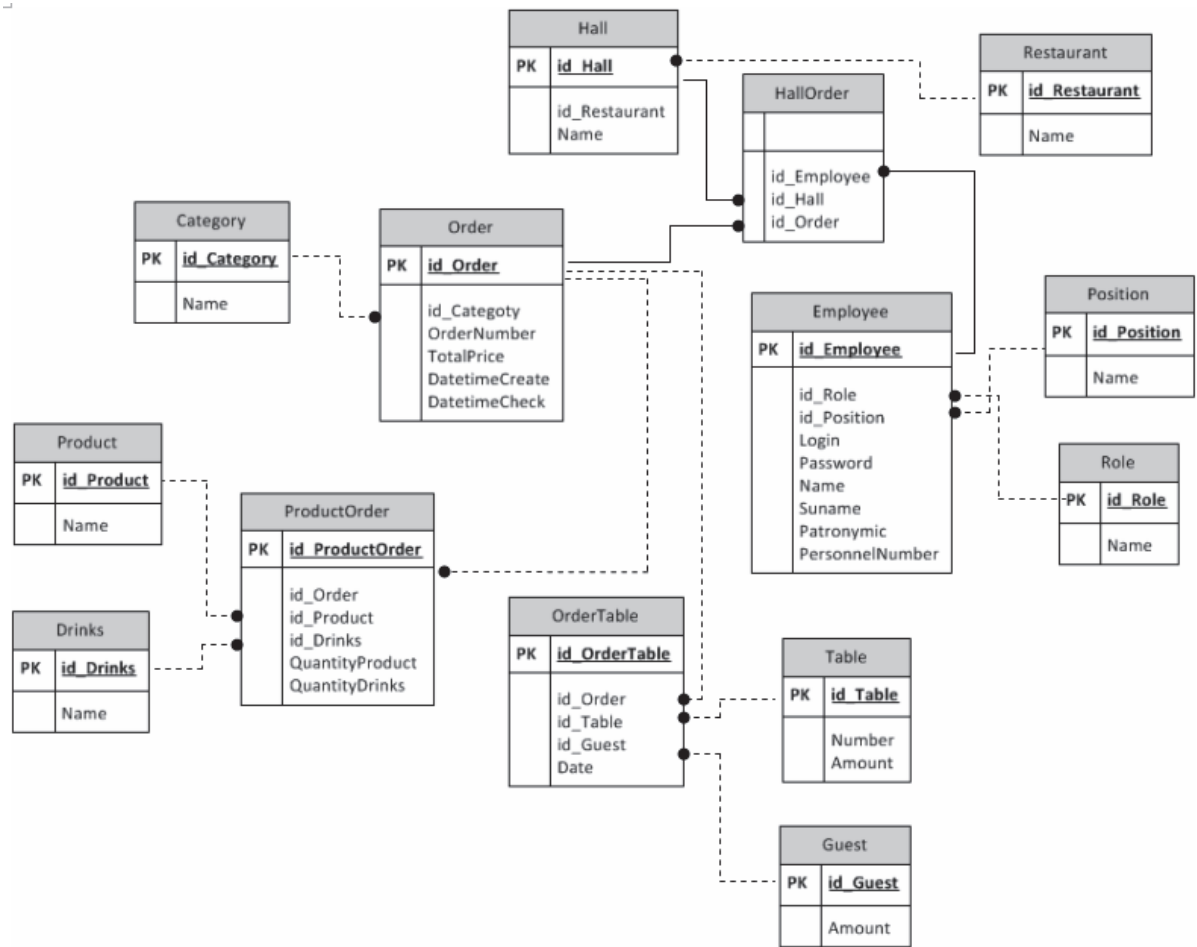 Hall
PK id_Hall
id_Restaurant
Name
Restaurant
PK id_Restaurant
Name
HallOrder
id_Employee
id_Hall
id_Order
Category
PK id_Category
Name
Order
PK id_Order
id_Categoty
OrderNumber
TotalPrice
DatetimeCreate
DatetimeCheck
Employee
PK id_Employee
id_Role
id_Position
Login
Password
Name
Suname
Patronymic
PersonnelNumber
Position
PK id_Position
Name
Role
PK id_Role
Name
Product
PK id_Product
Name
ProductOrder
PK id_ProductOrder
id_Order
id_Product
id_Drinks
QuantityProduct
QuantityDrinks
Drinks
PK id_Drinks
Name
OrderTable
PK id_OrderTable
id_Order
id_Table
id_Guest
Date
Table
PK id_Table
Number
Amount
Guest
PK id_Guest
Amount